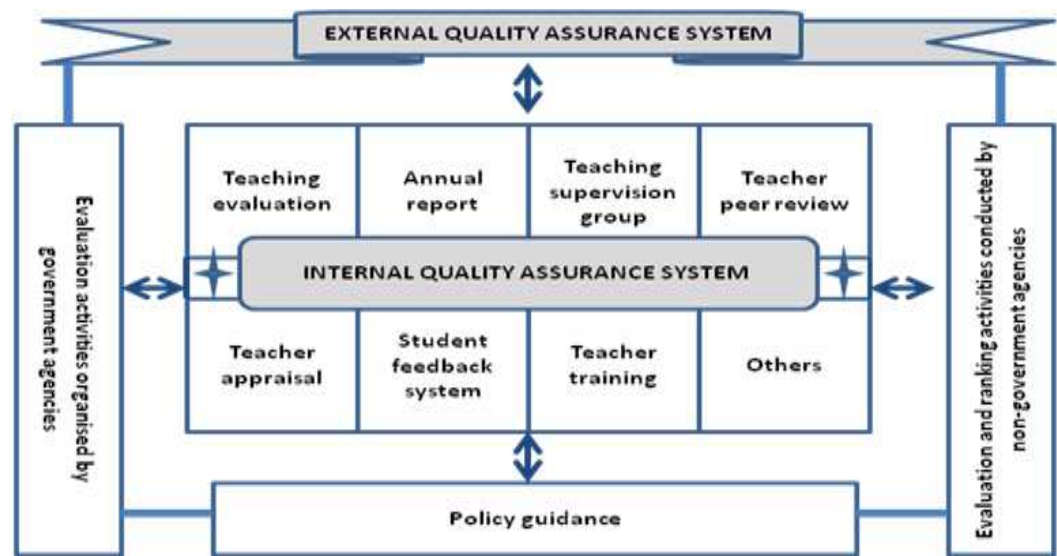 EXTERNAL QUALITY ASSURANCE SYSTEM
Evaluation activities organised by
government agencies
Teaching
evaluation
Annual
report
Teaching
supervision
group
Teacher
peer review
INTERNAL QUALITY ASSURANCE SYSTEM
Teacher
appraisal
Student
feedback
system
Teacher
training
Others
Evaluation and ranking activities conducted by
non-government agencies
Policy guidance